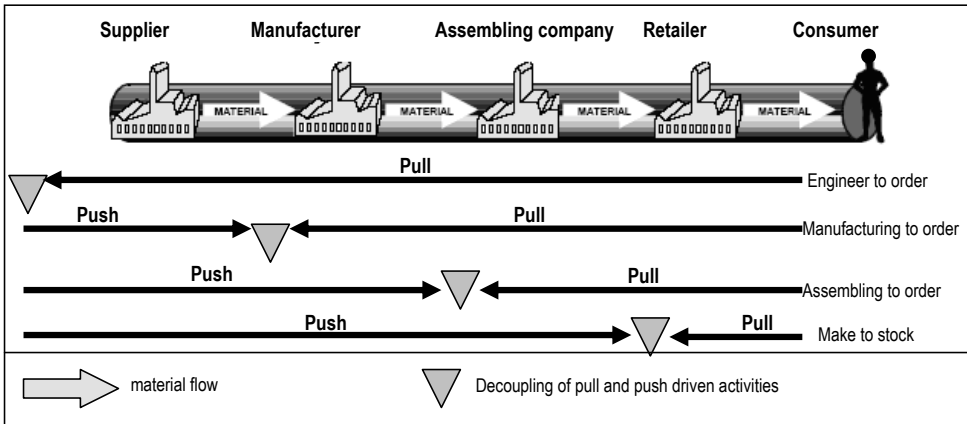 Supplier Manufacturer Assembling company Retailer Consumer
MATERIAL MATERIAL MATERIAL MATERIAL
Pull
Engineer to order
Push Pull
Manufacturing to order
Push Pull
Assembling to order
Push Pull
Make to stock
material flow Decoupling of pull and push driven activities